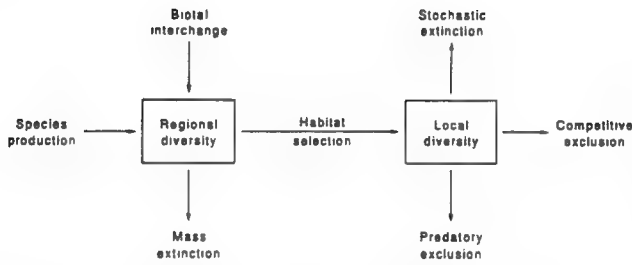 Biotal
interchange
Stochastic
extinction
Species
production
Regional
diversity
Habitat
selection
Local
diversity
Competitive
exclusion
Mass
extinction
Predatory
exclusion